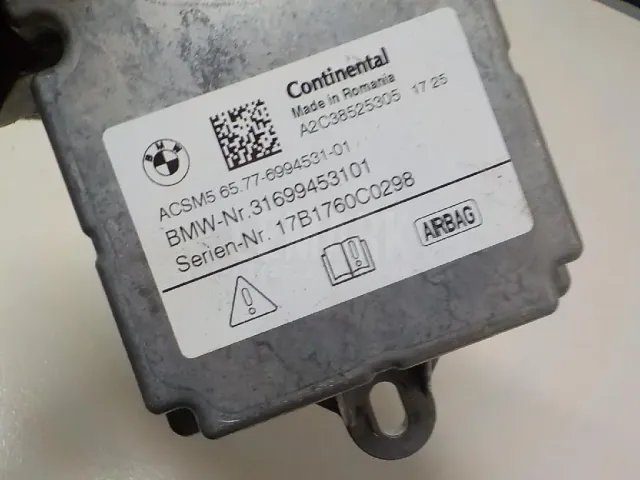 Continental
Made in Romania
A2C38525305 17 25
BMW
ACSM5 65.77-6994531-01
BMW-Nr.31699453101
Serien-Nr. 17B1760C0298
AIRBAG